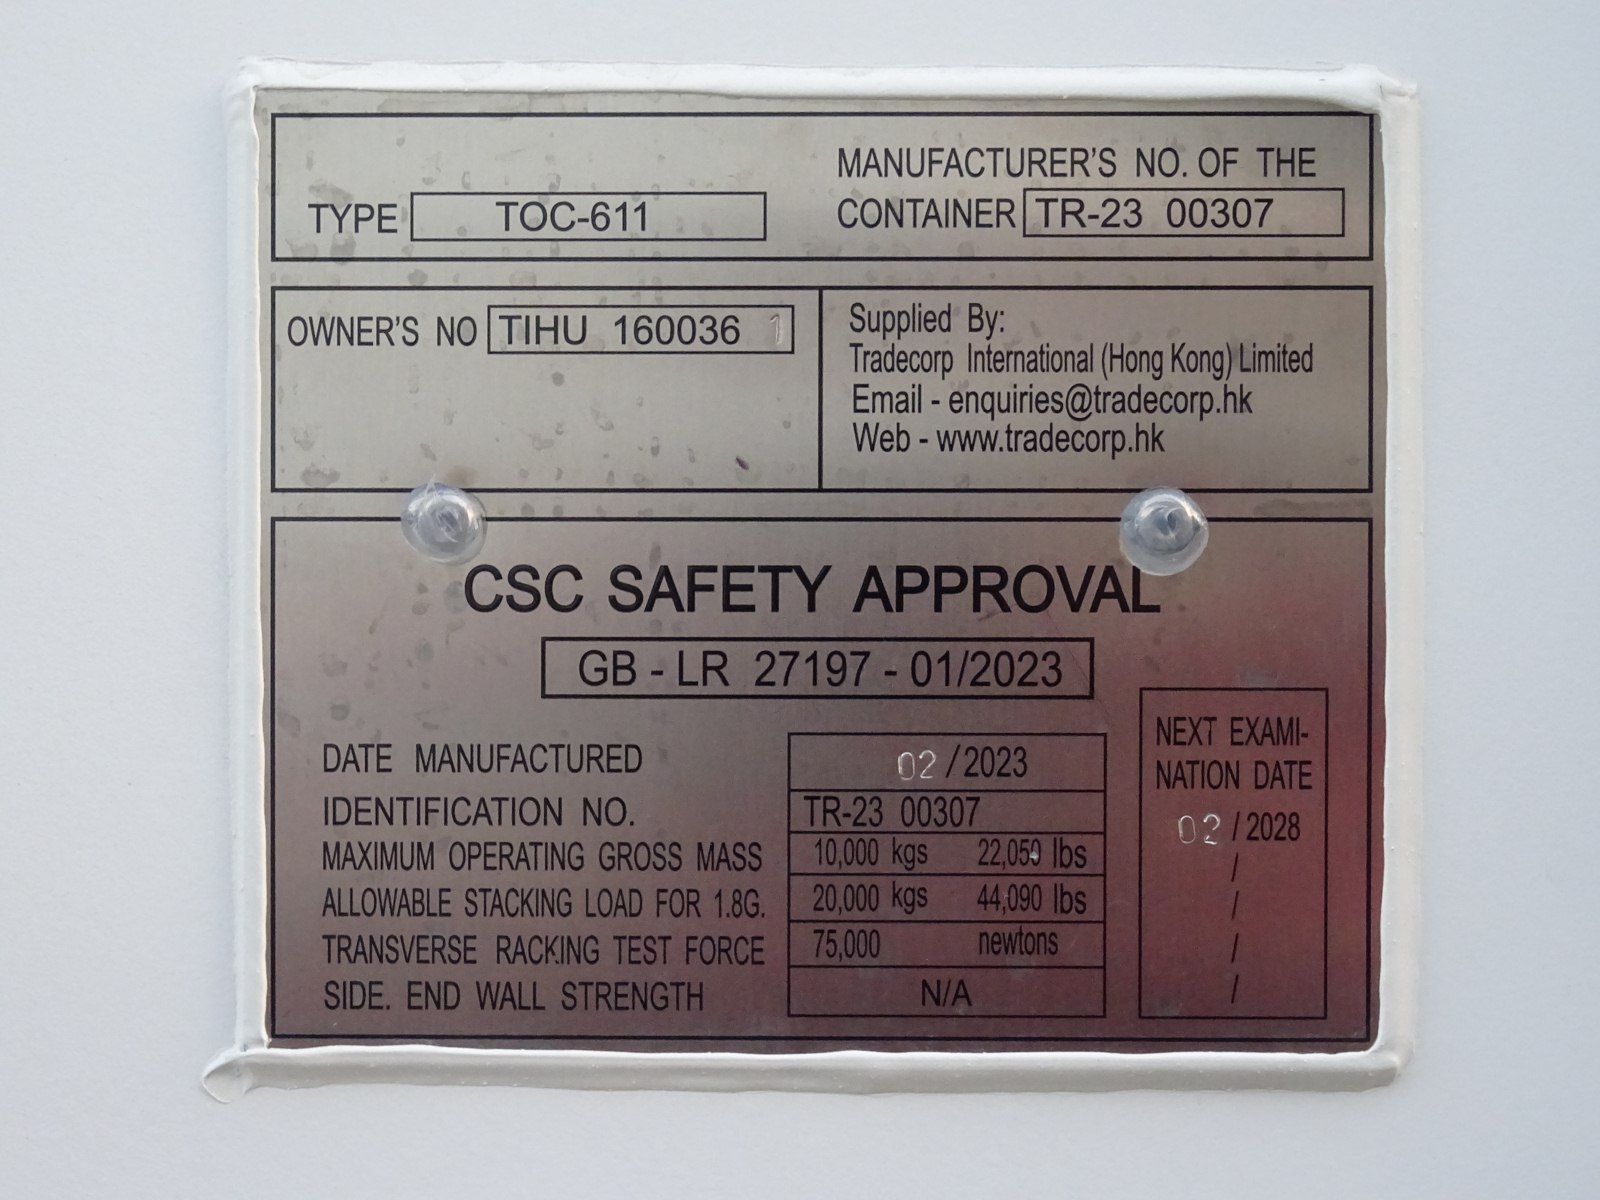 MANUFACTURER'S NO. OF THE
TYPE TOC-611 CONTAINER TR-23 00307
OWNER'S NO TIHU 160036 1
Supplied By:
Tradecorp International (Hong Kong) Limited
Email - enquiries@tradecorp.hk
Web - www.tradecorp.hk
CSC SAFETY APPROVAL
GB - LR 27197 - 01/2023
DATE MANUFACTURED 02 / 2023
IDENTIFICATION NO. TR-23 00307
MAXIMUM OPERATING GROSS MASS 10,000 kgs 22,050 lbs
ALLOWABLE STACKING LOAD FOR 1.8G. 20,000 kgs 44,090 lbs
TRANSVERSE RACKING TEST FORCE 75,000 newtons
SIDE. END WALL STRENGTH N/A
NEXT EXAMI-
NATION DATE
02 / 2028
/
/
/
/